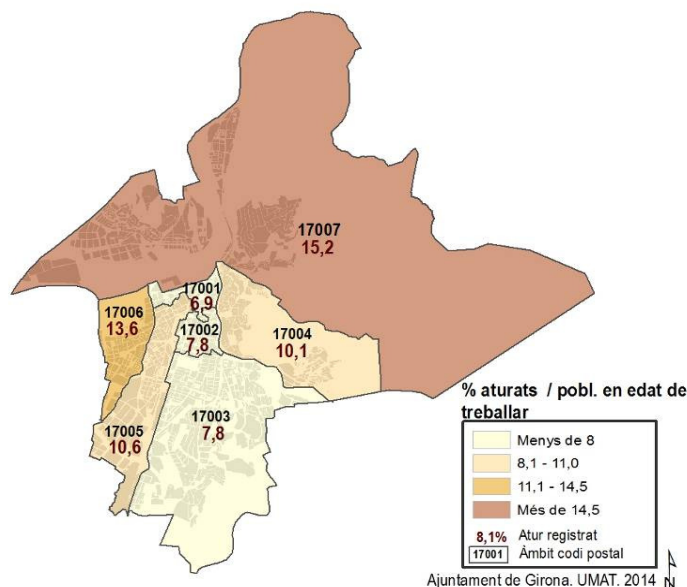 17007
15,2
17001
6,9
17006
13,6
17002
7,8
17004
10,1
17003
7,8
17005
10,6
% aturats / pobl. en edat de
treballar
Menys de 8
8,1 - 11,0
11,1 - 14,5
Més de 14,5
8,1% Atur registrat
17001 Àmbit codi postal
Ajuntament de Girona. UMAT. 2014
N